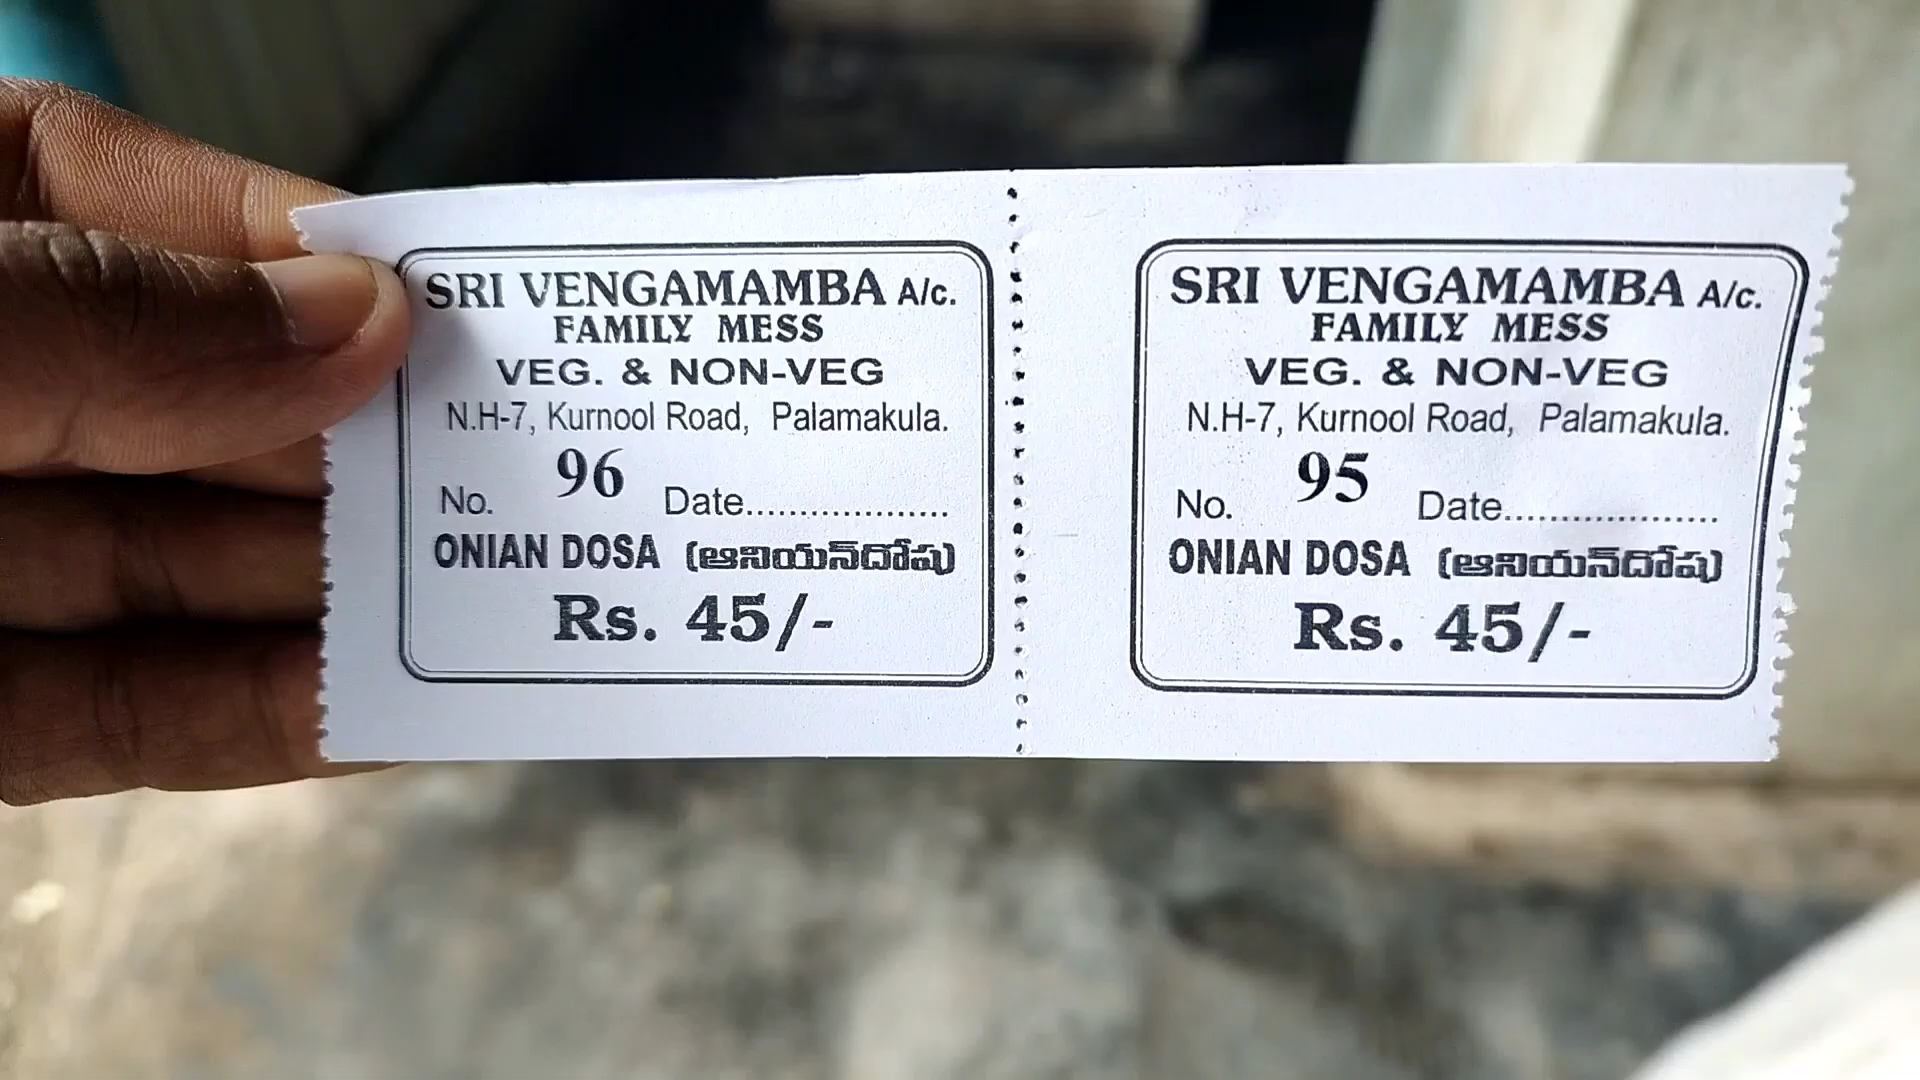 SRI VENGAMAMBA A/c.
FAMILY MESS
VEG. & NON-VEG
N.H-7, Kurnool Road, Palamakula.
No. 96 Date...................
ONIAN DOSA (ఆనియన్‌దోషు)
Rs. 45/-
SRI VENGAMAMBA A/c.
FAMILY MESS
VEG. & NON-VEG
N.H-7, Kurnool Road, Palamakula.
No. 95 Date....................
ONIAN DOSA (ఆనియన్‌దోషు)
Rs. 45/-